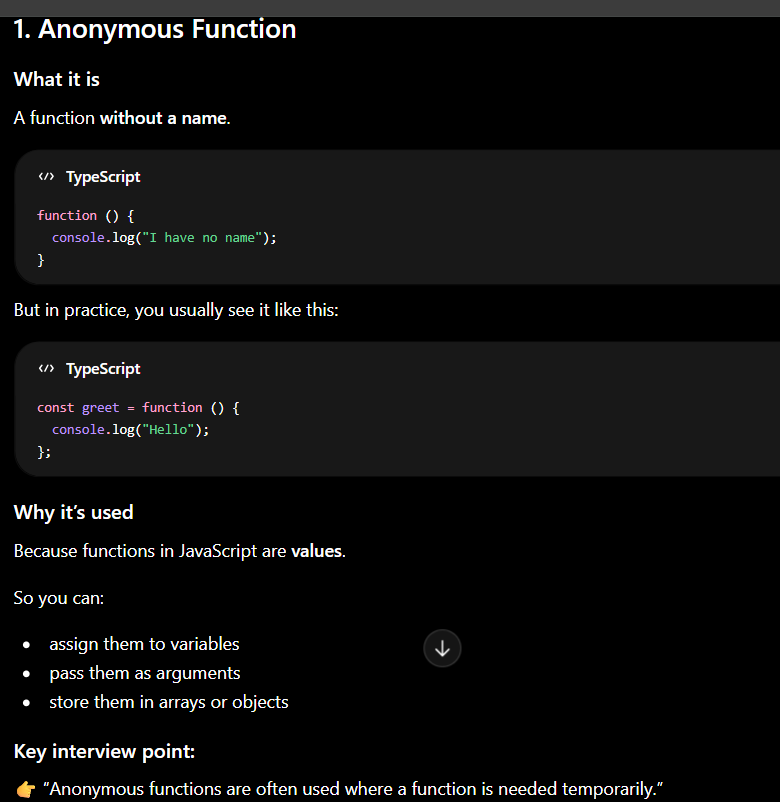 1. Anonymous Function
What it is
A function without a name.
TypeScript
function () {
  console.log("I have no name");
}
But in practice, you usually see it like this:
TypeScript
const greet = function () {
  console.log("Hello");
};
Why it’s used
Because functions in JavaScript are values.
So you can:
• assign them to variables
• pass them as arguments
• store them in arrays or objects
Key interview point:
👉 “Anonymous functions are often used where a function is needed temporarily.”